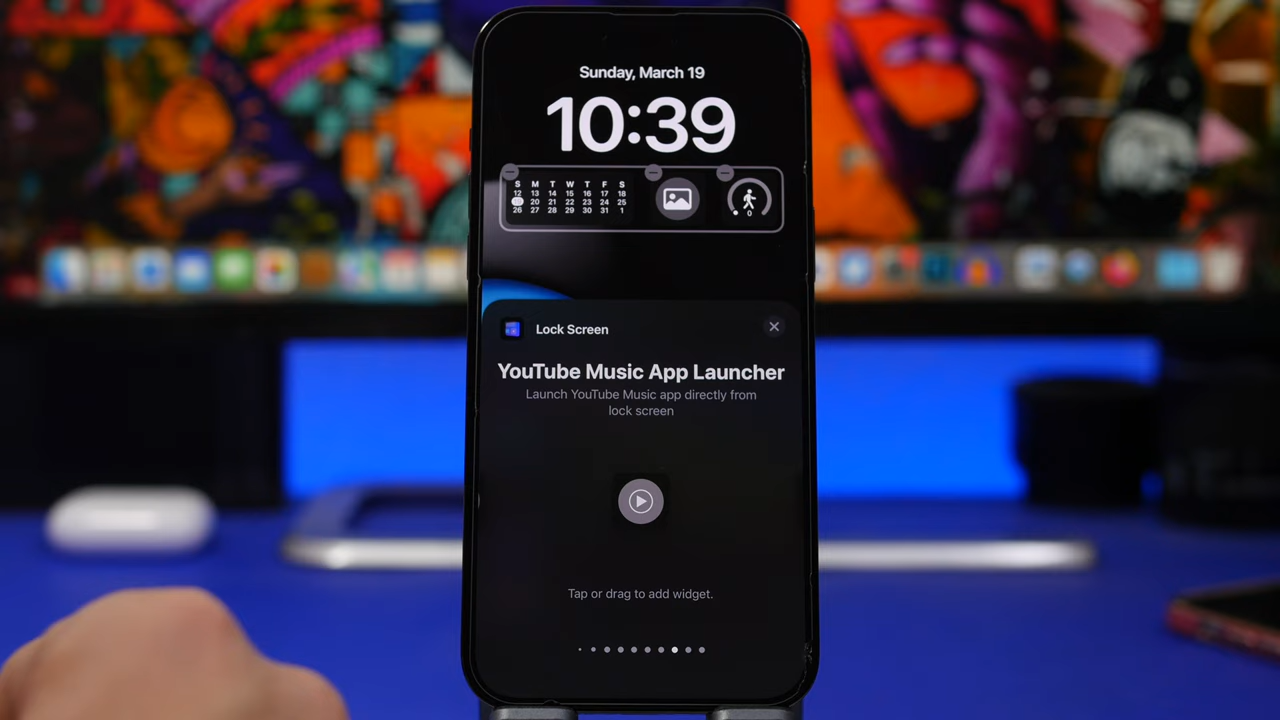 Sunday, March 19
10:39
S M T W T F S
12 13 14 15 16 17 18
20 21 22 23 24 25
26 27 28 29 30 31 1
0
Lock Screen
YouTube Music App Launcher
Launch YouTube Music app directly from
lock screen
Tap or drag to add widget.